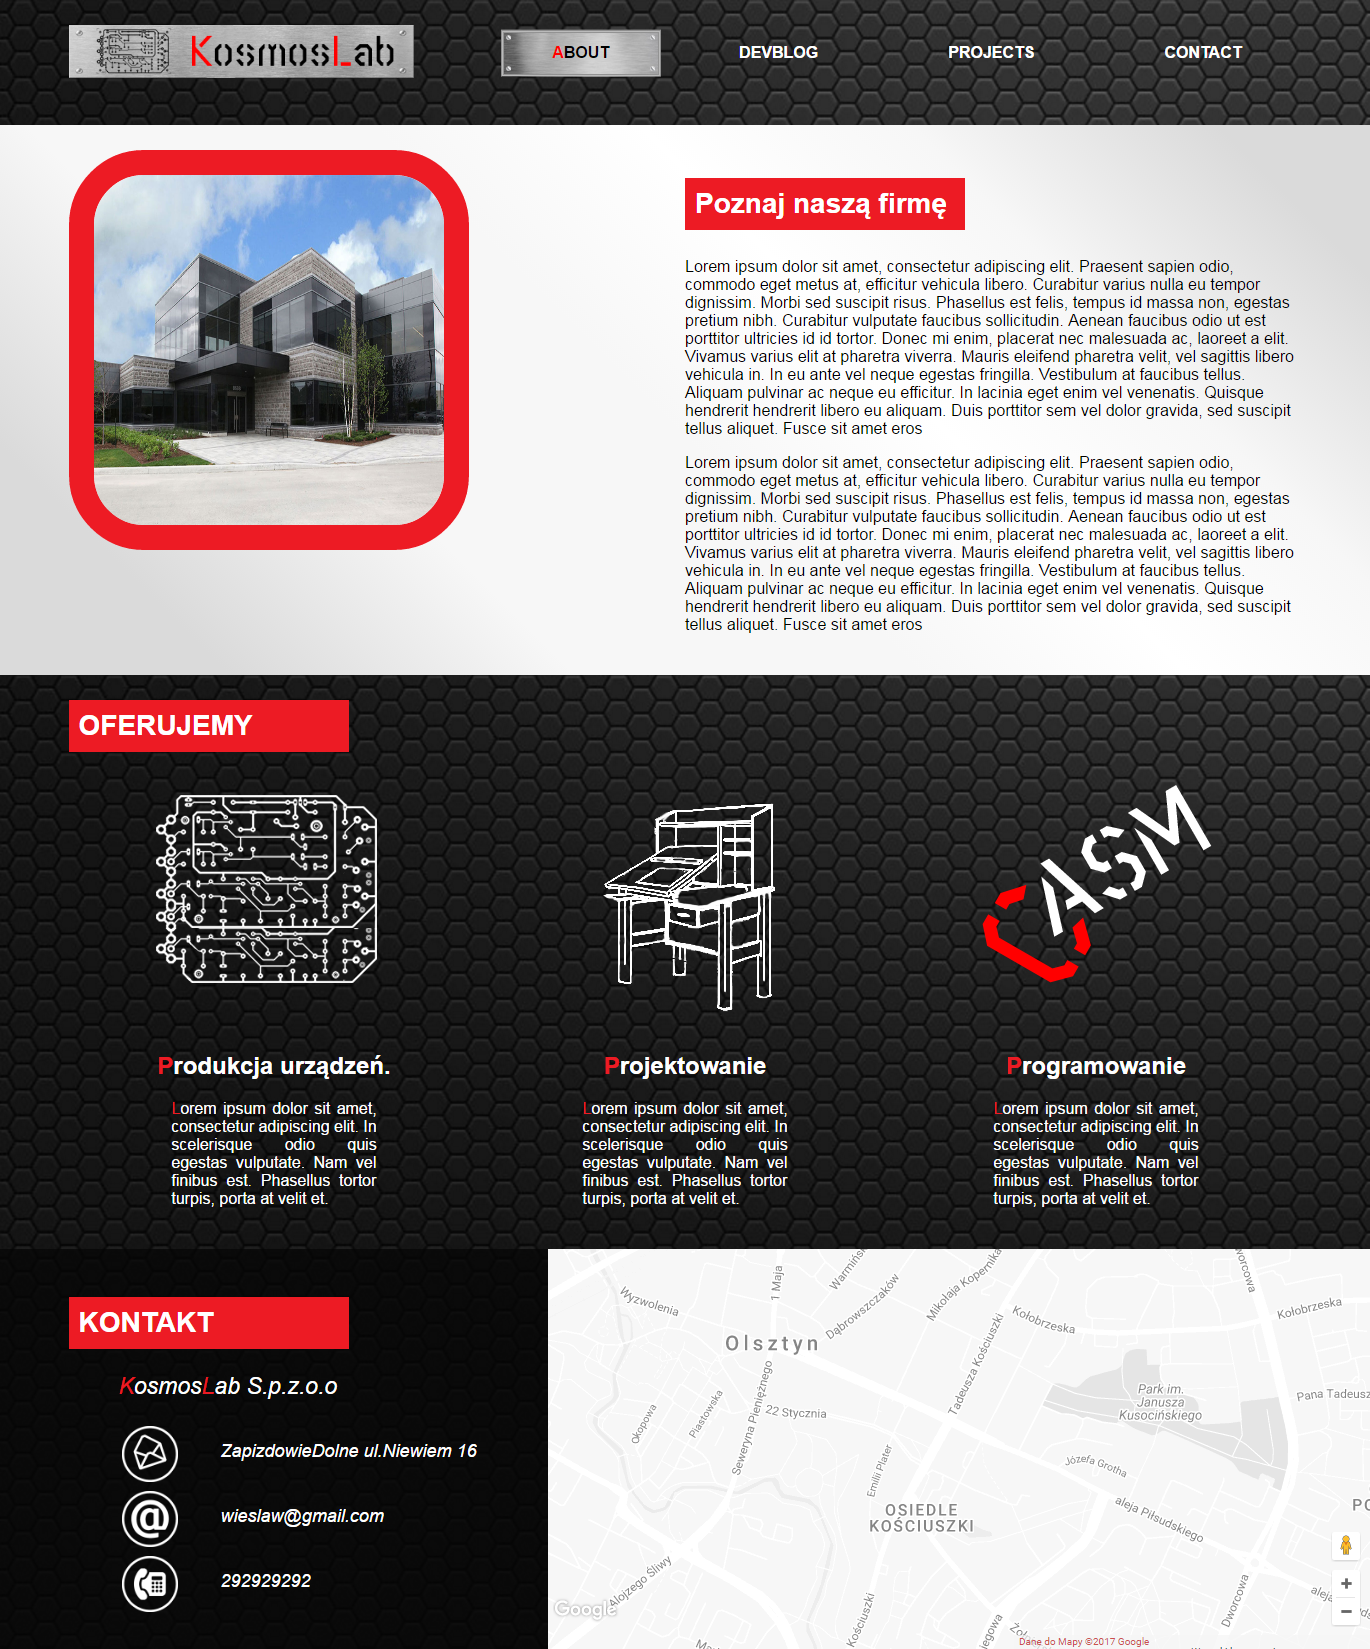 KosmosLab
ABOUT
DEVBLOG
PROJECTS
CONTACT
Poznaj naszą firmę
Lorem ipsum dolor sit amet, consectetur adipiscing elit. Praesent sapien odio,
commodo eget metus at, efficitur vehicula libero. Curabitur varius nulla eu tempor
dignissim. Morbi sed suscipit risus. Phasellus est felis, tempus id massa non, egestas
pretium nibh. Curabitur vulputate faucibus sollicitudin. Aenean faucibus odio ut est
porttitor ultricies id id tortor. Donec mi enim, placerat nec malesuada ac, laoreet a elit.
Vivamus varius elit at pharetra viverra. Mauris eleifend pharetra velit, vel sagittis libero
vehicula in. In eu ante vel neque egestas fringilla. Vestibulum at faucibus tellus.
Aliquam pulvinar ac neque eu efficitur. In lacinia eget enim vel venenatis. Quisque
hendrerit hendrerit libero eu aliquam. Duis porttitor sem vel dolor gravida, sed suscipit
tellus aliquet. Fusce sit amet eros
Lorem ipsum dolor sit amet, consectetur adipiscing elit. Praesent sapien odio,
commodo eget metus at, efficitur vehicula libero. Curabitur varius nulla eu tempor
dignissim. Morbi sed suscipit risus. Phasellus est felis, tempus id massa non, egestas
pretium nibh. Curabitur vulputate faucibus sollicitudin. Aenean faucibus odio ut est
porttitor ultricies id id tortor. Donec mi enim, placerat nec malesuada ac, laoreet a elit.
Vivamus varius elit at pharetra viverra. Mauris eleifend pharetra velit, vel sagittis libero
vehicula in. In eu ante vel neque egestas fringilla. Vestibulum at faucibus tellus.
Aliquam pulvinar ac neque eu efficitur. In lacinia eget enim vel venenatis. Quisque
hendrerit hendrerit libero eu aliquam. Duis porttitor sem vel dolor gravida, sed suscipit
tellus aliquet. Fusce sit amet eros
OFERUJEMY
CASM
Produkcja urządzeń.
Lorem ipsum dolor sit amet,
consectetur adipiscing elit. In
scelerisque odio quis
egestas vulputate. Nam vel
finibus est. Phasellus tortor
turpis, porta at velit et.
Projektowanie
Lorem ipsum dolor sit amet,
consectetur adipiscing elit. In
scelerisque odio quis
egestas vulputate. Nam vel
finibus est. Phasellus tortor
turpis, porta at velit et.
Programowanie
Lorem ipsum dolor sit amet,
consectetur adipiscing elit. In
scelerisque odio quis
egestas vulputate. Nam vel
finibus est. Phasellus tortor
turpis, porta at velit et.
KONTAKT
KosmosLab S.p.z.o.o
ZapizdowieDolne ul.Niewiem 16
@
wieslaw@gmail.com
292929292
Wyzwolenia
1 Maja
Dąbrowszczaków
Mikołaja Kopernika
Kołobrzeska
Kołobrzeska
Olsztyn
Tadeusza Kościuszki
Seweryna Pieniężnego
Okopowa
Piastowska
22 Stycznia
Park im.
Janusza
Kusocińskiego
Emilii Plater
Józefa Grotha
aleja Piłsudskiego
OSIEDLE
KOŚCIUSZKI
Alojzego Śliwy
Kościuszki
Dworcowa
Google
Dane do Mapy ©2017 Google